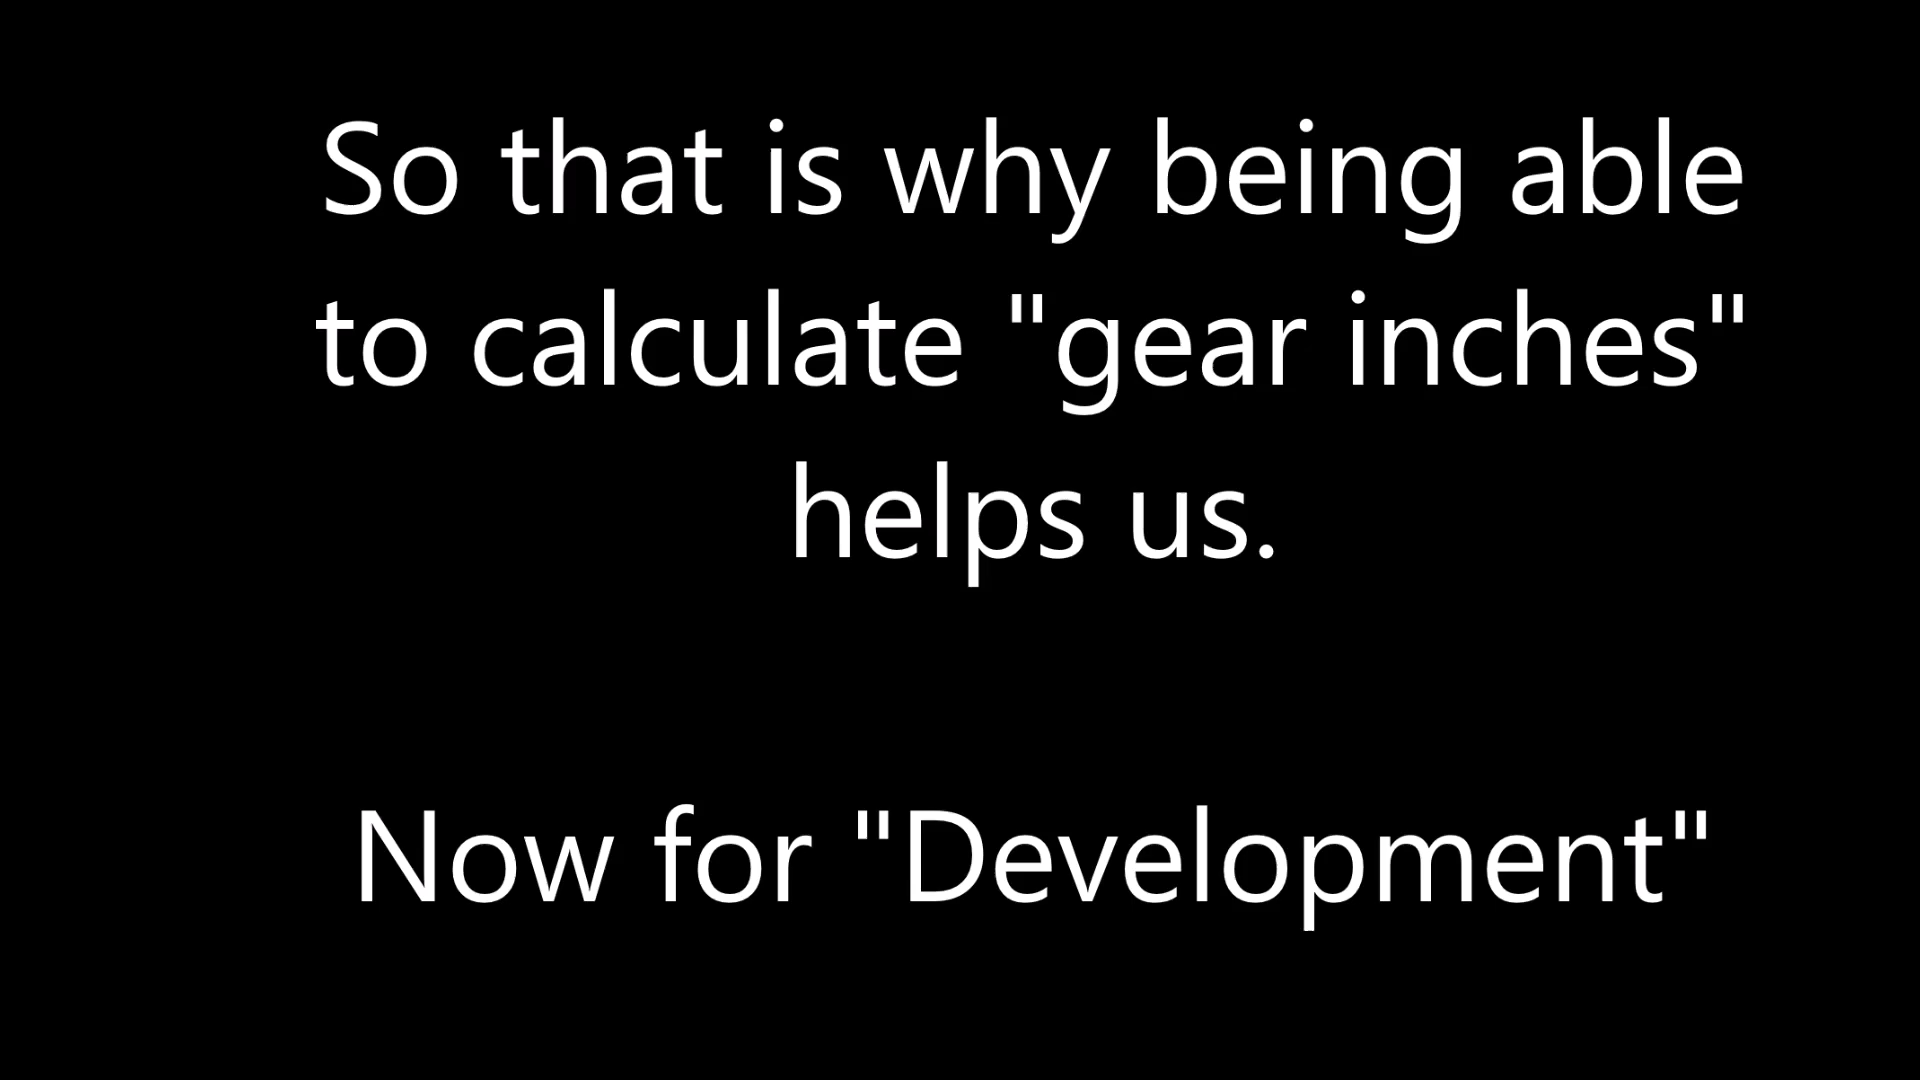 So that is why being able
to calculate "gear inches"
helps us.
Now for "Development"